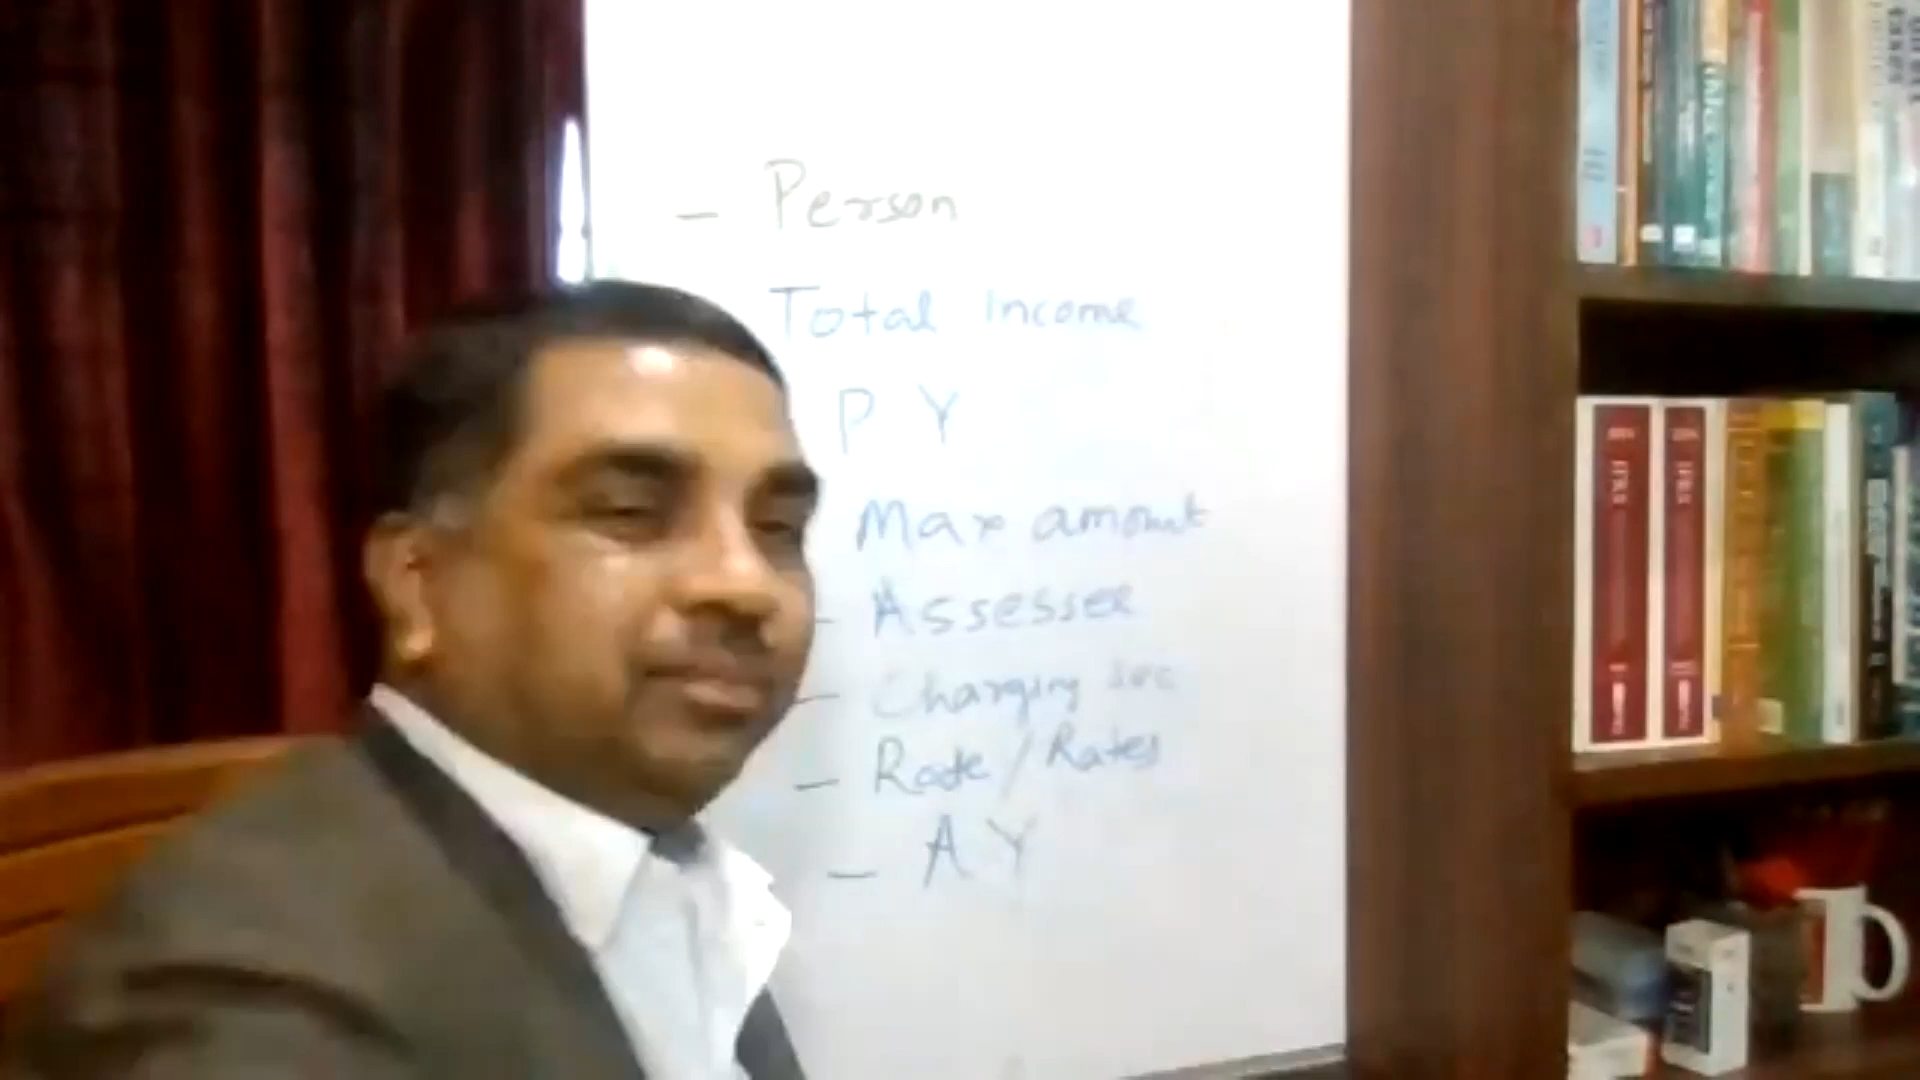 – Person
Total income
P Y
Max amount
- Assessee
- Charging sec
- Rate / Rates
- A Y